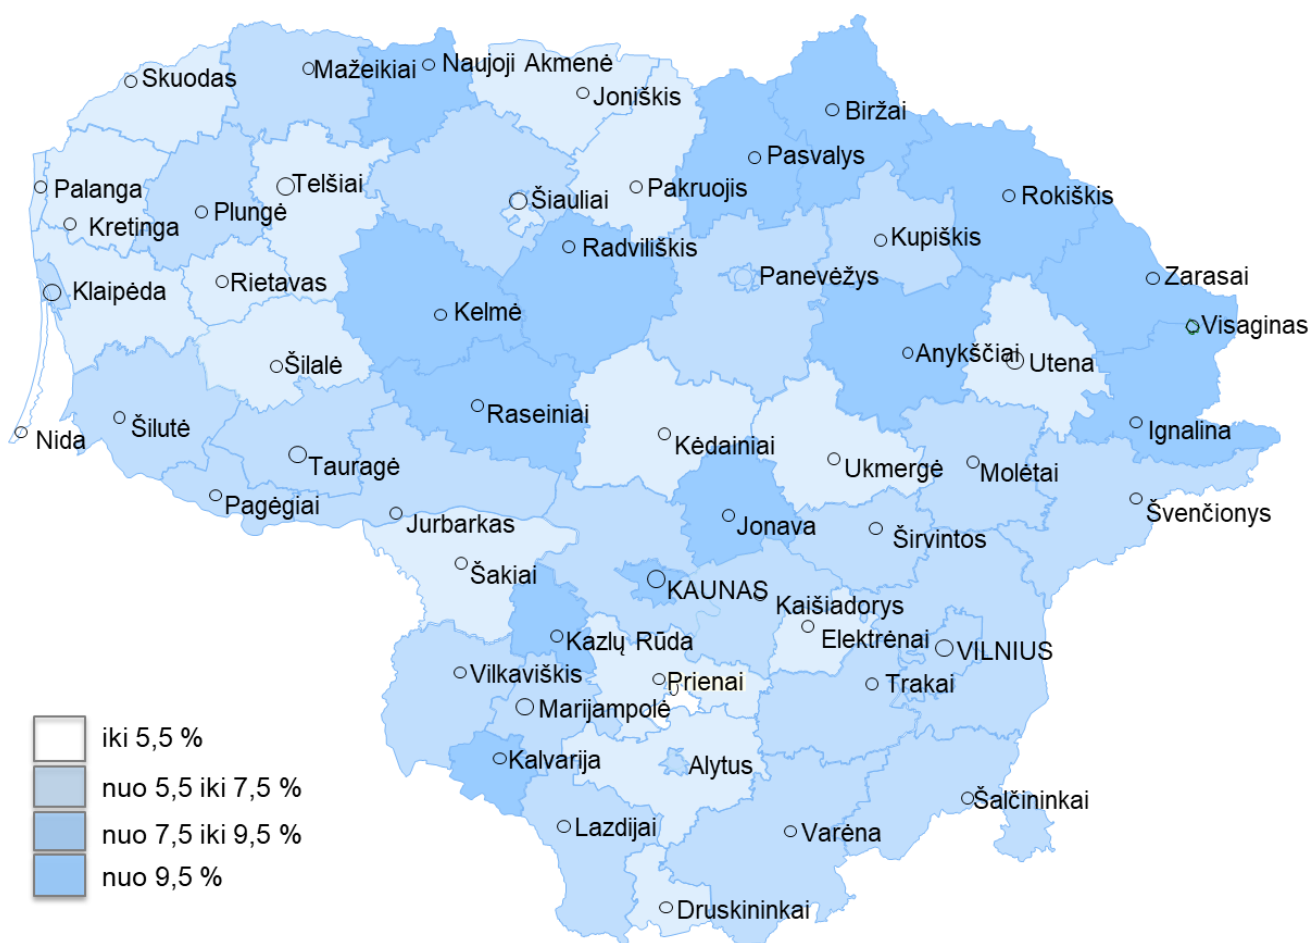 Naujoji Akmenė
Mažeikiai
Skuodas
Joniškis
Biržai
Pasvalys
Telšiai
Palanga
Pakruojis
Rokiškis
Šiauliai
Plungė
Kretinga
Kupiškis
Radviliškis
Panevėžys
Zarasai
Rietavas
Klaipėda
Kelmė
Visaginas
Anykščiai
Utena
Šilalė
Raseiniai
Šilutė
Ignalina
Nida
Kėdainiai
Tauragė
Ukmergė
Molėtai
Pagėgiai
Švenčionys
Jurbarkas
Jonava
Širvintos
Šakiai
KAUNAS
Kaišiadorys
Kazlų Rūda
Elektrėnai
VILNIUS
Vilkaviškis
Prienai
Trakai
Marijampolė
iki 5,5 %
Kalvarija
Alytus
nuo 5,5 iki 7,5 %
Šalčininkai
Lazdijai
Varėna
nuo 7,5 iki 9,5 %
nuo 9,5 %
Druskininkai